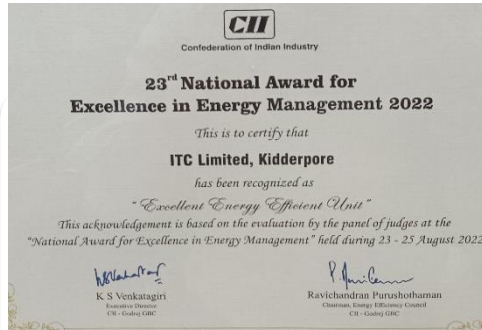 CII
Confederation of Indian Industry
23rd National Award for
Excellence in Energy Management 2022
This is to certify that
ITC Limited, Kidderpore
has been recognized as
"Excellent Energy Efficient Unit"
This acknowledgement is based on the evaluation by the panel of judges at the
"National Award for Excellence in Energy Management" held during 23 - 25 August 2022
K S Venkatagiri
Executive Director
CII - Godrej GBC
Ravichandran Purushothaman
Chairman, Energy Efficiency Council
CII - Godrej GBC